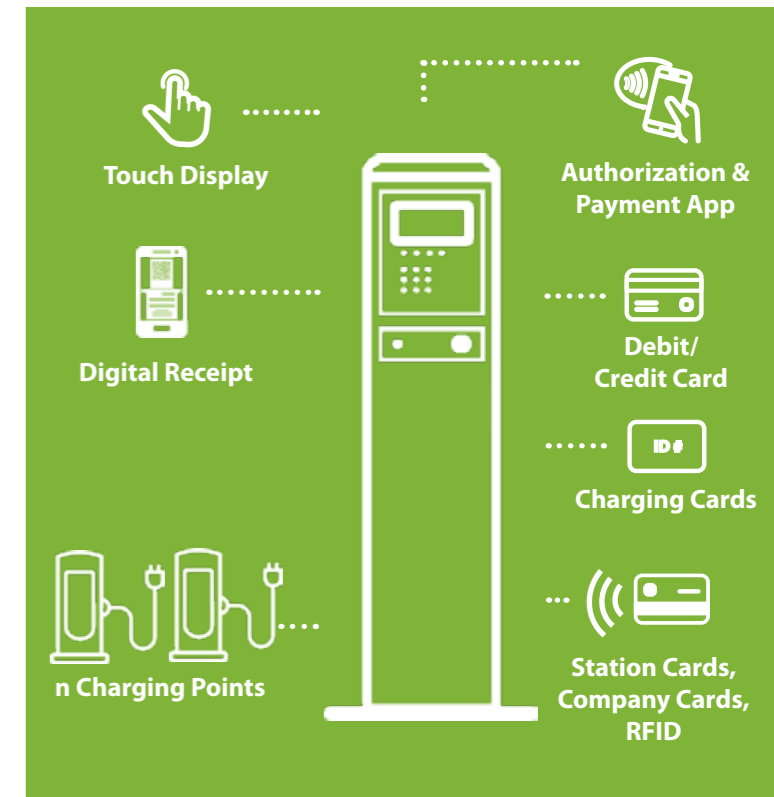 Touch Display
Authorization &
Payment App
Digital Receipt
Debit/
Credit Card
ID#
Charging Cards
n Charging Points
Station Cards,
Company Cards,
RFID